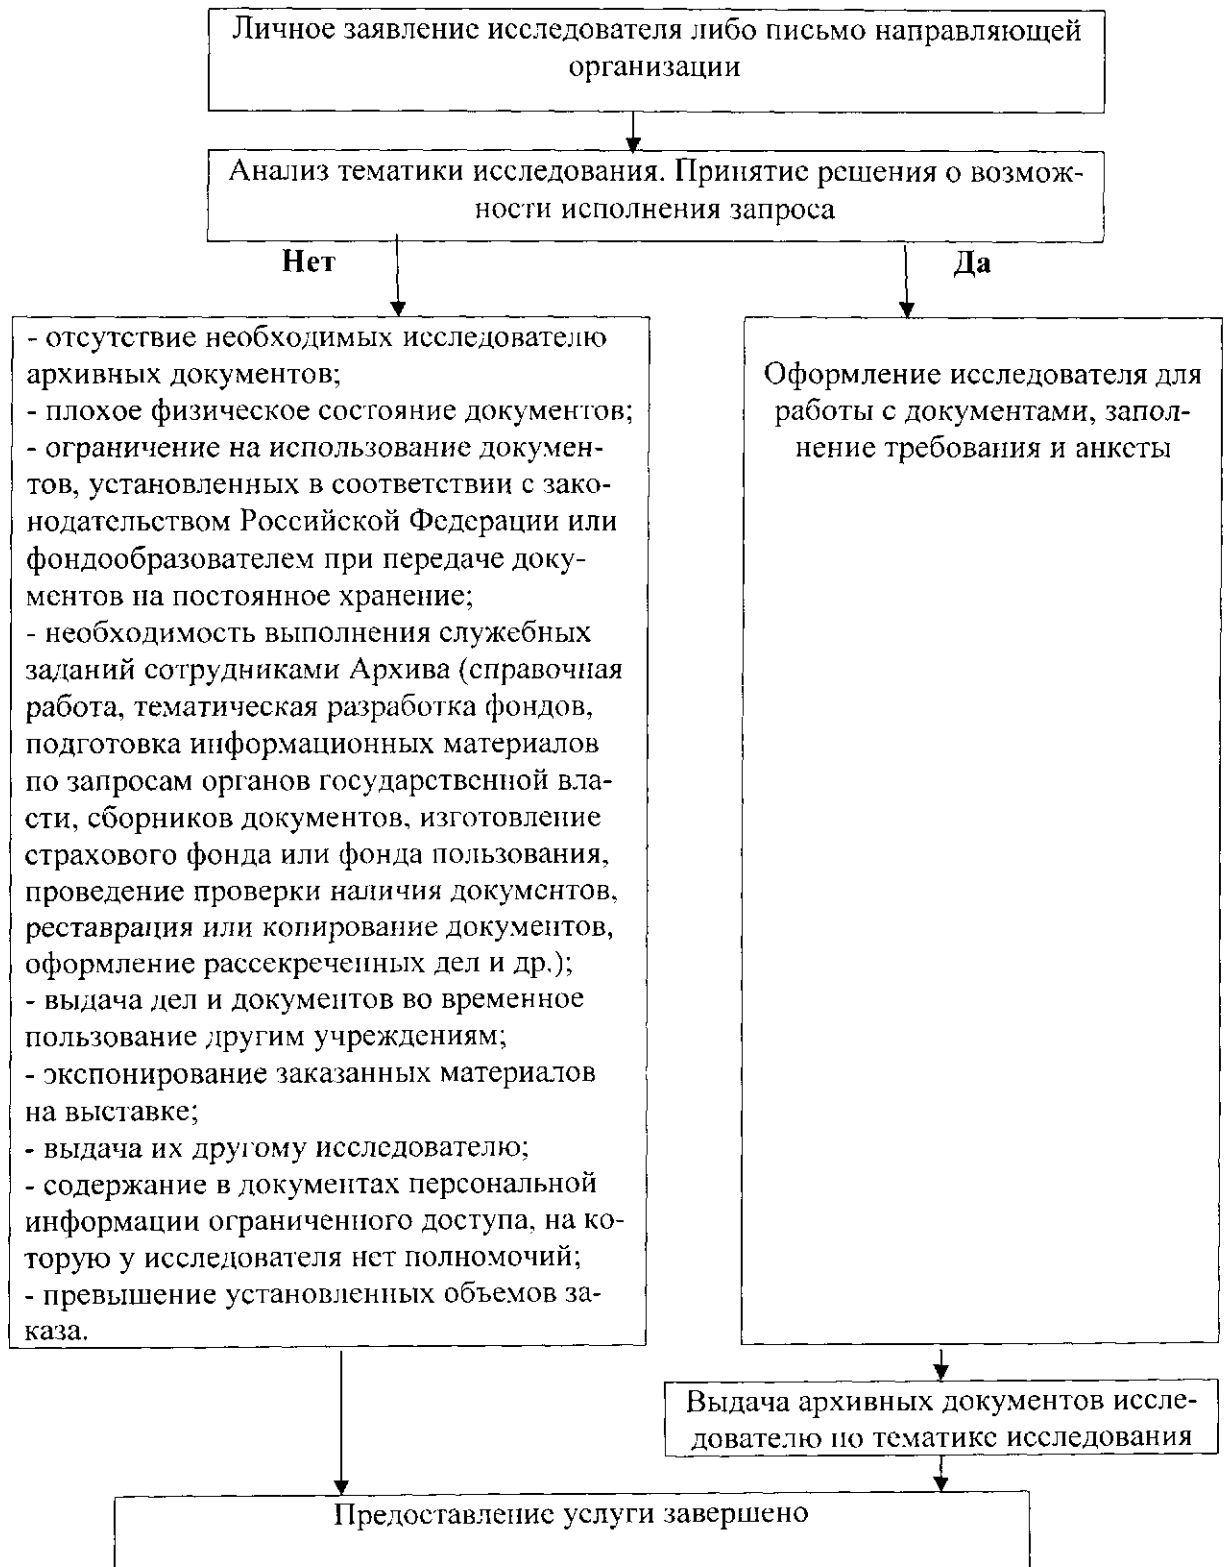 Личное заявление исследователя либо письмо направляющей
организации
Анализ тематики исследования. Принятие решения о возмож-
ности исполнения запроса
Нет
Да
- отсутствие необходимых исследователю
архивных документов;
- плохое физическое состояние документов;
- ограничение на использование докумен-
тов, установленных в соответствии с зако-
нодательством Российской Федерации или
фондообразователем при передаче доку-
ментов на постоянное хранение;
- необходимость выполнения служебных
заданий сотрудниками Архива (справочная
работа, тематическая разработка фондов,
подготовка информационных материалов
по запросам органов государственной вла-
сти, сборников документов, изготовление
страхового фонда или фонда пользования,
проведение проверки наличия документов,
реставрация или копирование документов,
оформление рассекреченных дел и др.);
- выдача дел и документов во временное
пользование другим учреждениям;
- экспонирование заказанных материалов
на выставке;
- выдача их другому исследователю;
- содержание в документах персональной
информации ограниченного доступа, на ко-
торую у исследователя нет полномочий;
- превышение установленных объемов за-
каза.
Оформление исследователя для
работы с документами, запол-
нение требования и анкеты
Выдача архивных документов иссле-
дователю по тематике исследования
Предоставление услуги завершено